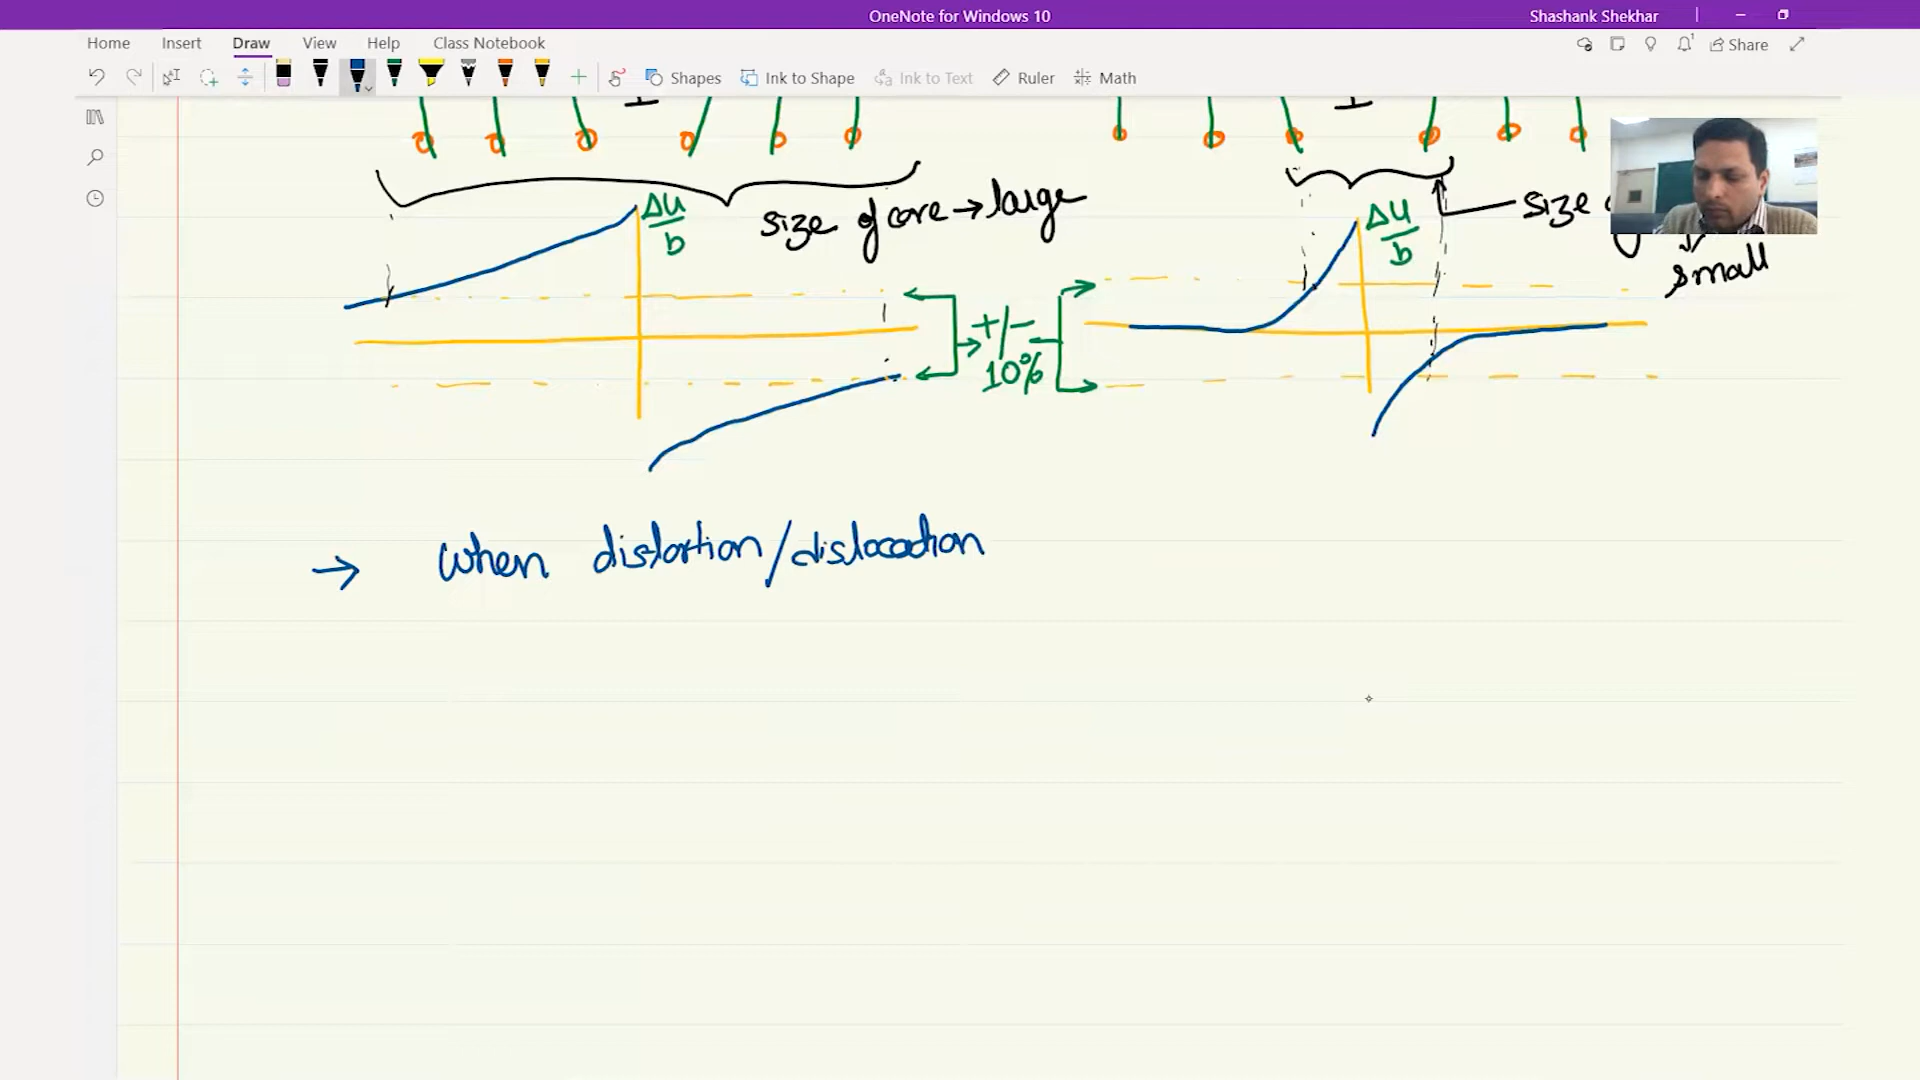 OneNote for Windows 10
Shashank Shekhar
Home Insert Draw View Help Class Notebook
Share
Shapes Ink to Shape Ink to Text Ruler Math
size of core → large
Δu/b
size
small
Δu/b
+/-
10%
→ When distortion/dislocation